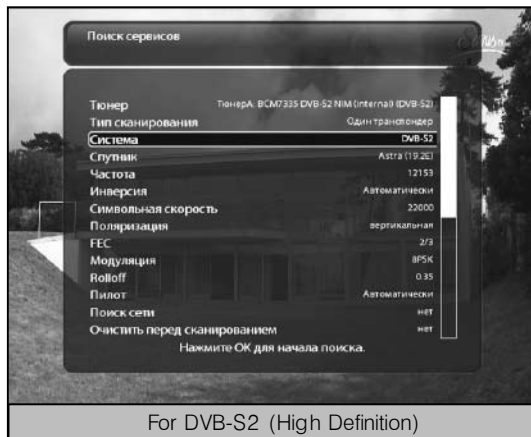 Поиск сервисов
Тюнер ТюнерА: BCM7335 DVB-S2 NIM (internal) (DVB-S2)
Тип сканирования Один транспондер
Система DVB-S2
Спутник Astra (19.2E)
Частота 12153
Инверсия Автоматически
Символьная скорость 22000
Поляризация вертикальная
FEC 2/3
Модуляция 8PSK
Rolloff 0.35
Пилот Автоматически
Поиск сети нет
Очистить перед сканированием нет
Нажмите ОК для начала поиска.
For DVB-S2 (High Definition)